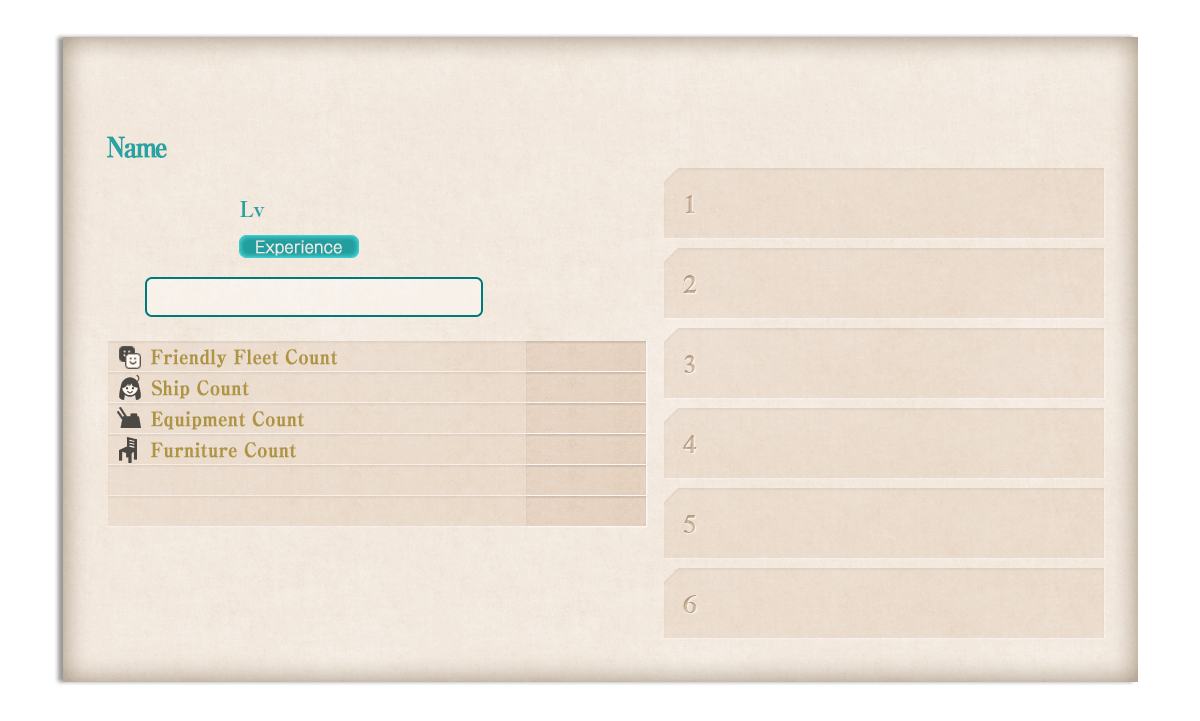 Name
Lv
Experience
Friendly Fleet Count
Ship Count
Equipment Count
Furniture Count
1
2
3
4
5
6